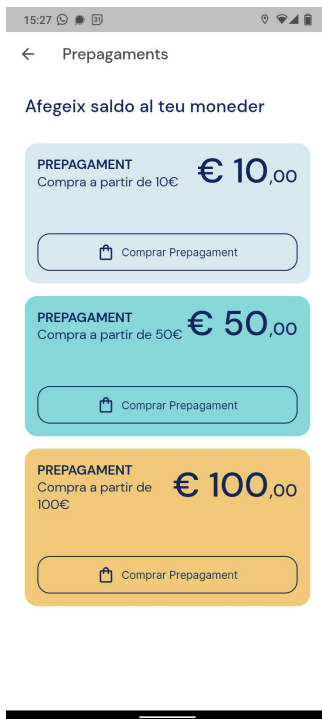 15:27 31
Prepagaments
Afegeix saldo al teu moneder
PREPAGAMENT
Compra a partir de 10€
€ 10,00
Comprar Prepagament
PREPAGAMENT
Compra a partir de 50€
€ 50,00
Comprar Prepagament
PREPAGAMENT
Compra a partir de
100€
€ 100,00
Comprar Prepagament